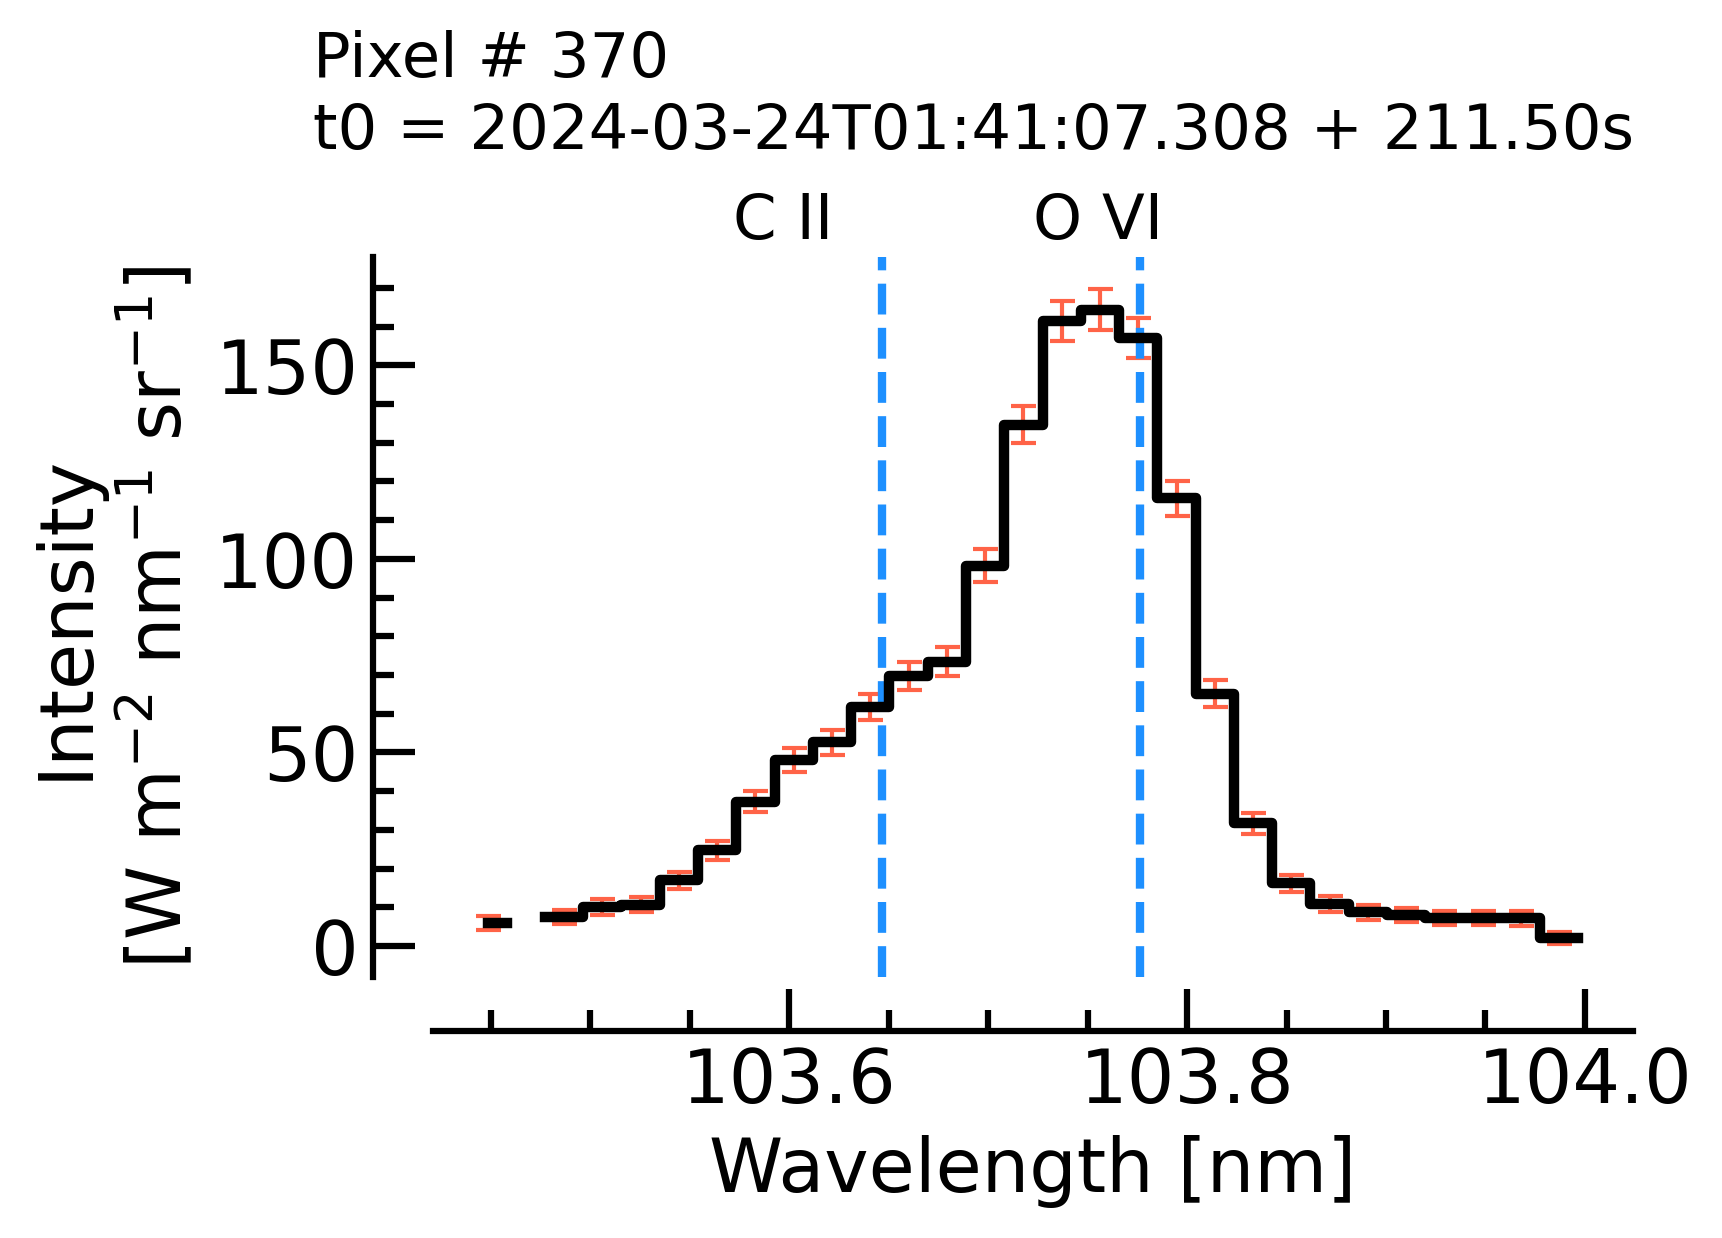 Pixel # 370
t0 = 2024-03-24T01:41:07.308 + 211.50s
C II O VI
Intensity
[W m⁻² nm⁻¹ sr⁻¹]
150
100
50
0
103.6 103.8 104.0
Wavelength [nm]